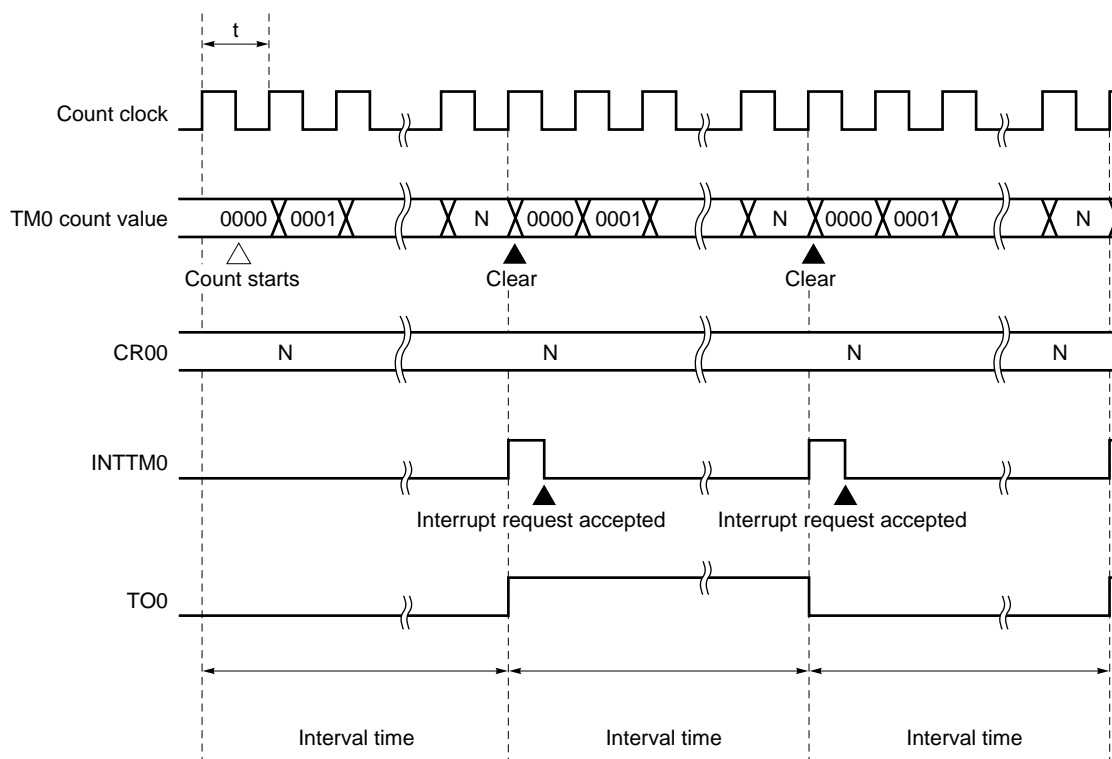 t
Count clock
TM0 count value 0000 0001 N 0000 0001 N 0000 0001 N
Count starts Clear Clear
CR00 N N N N
INTTM0
Interrupt request accepted Interrupt request accepted
TO0
Interval time Interval time Interval time